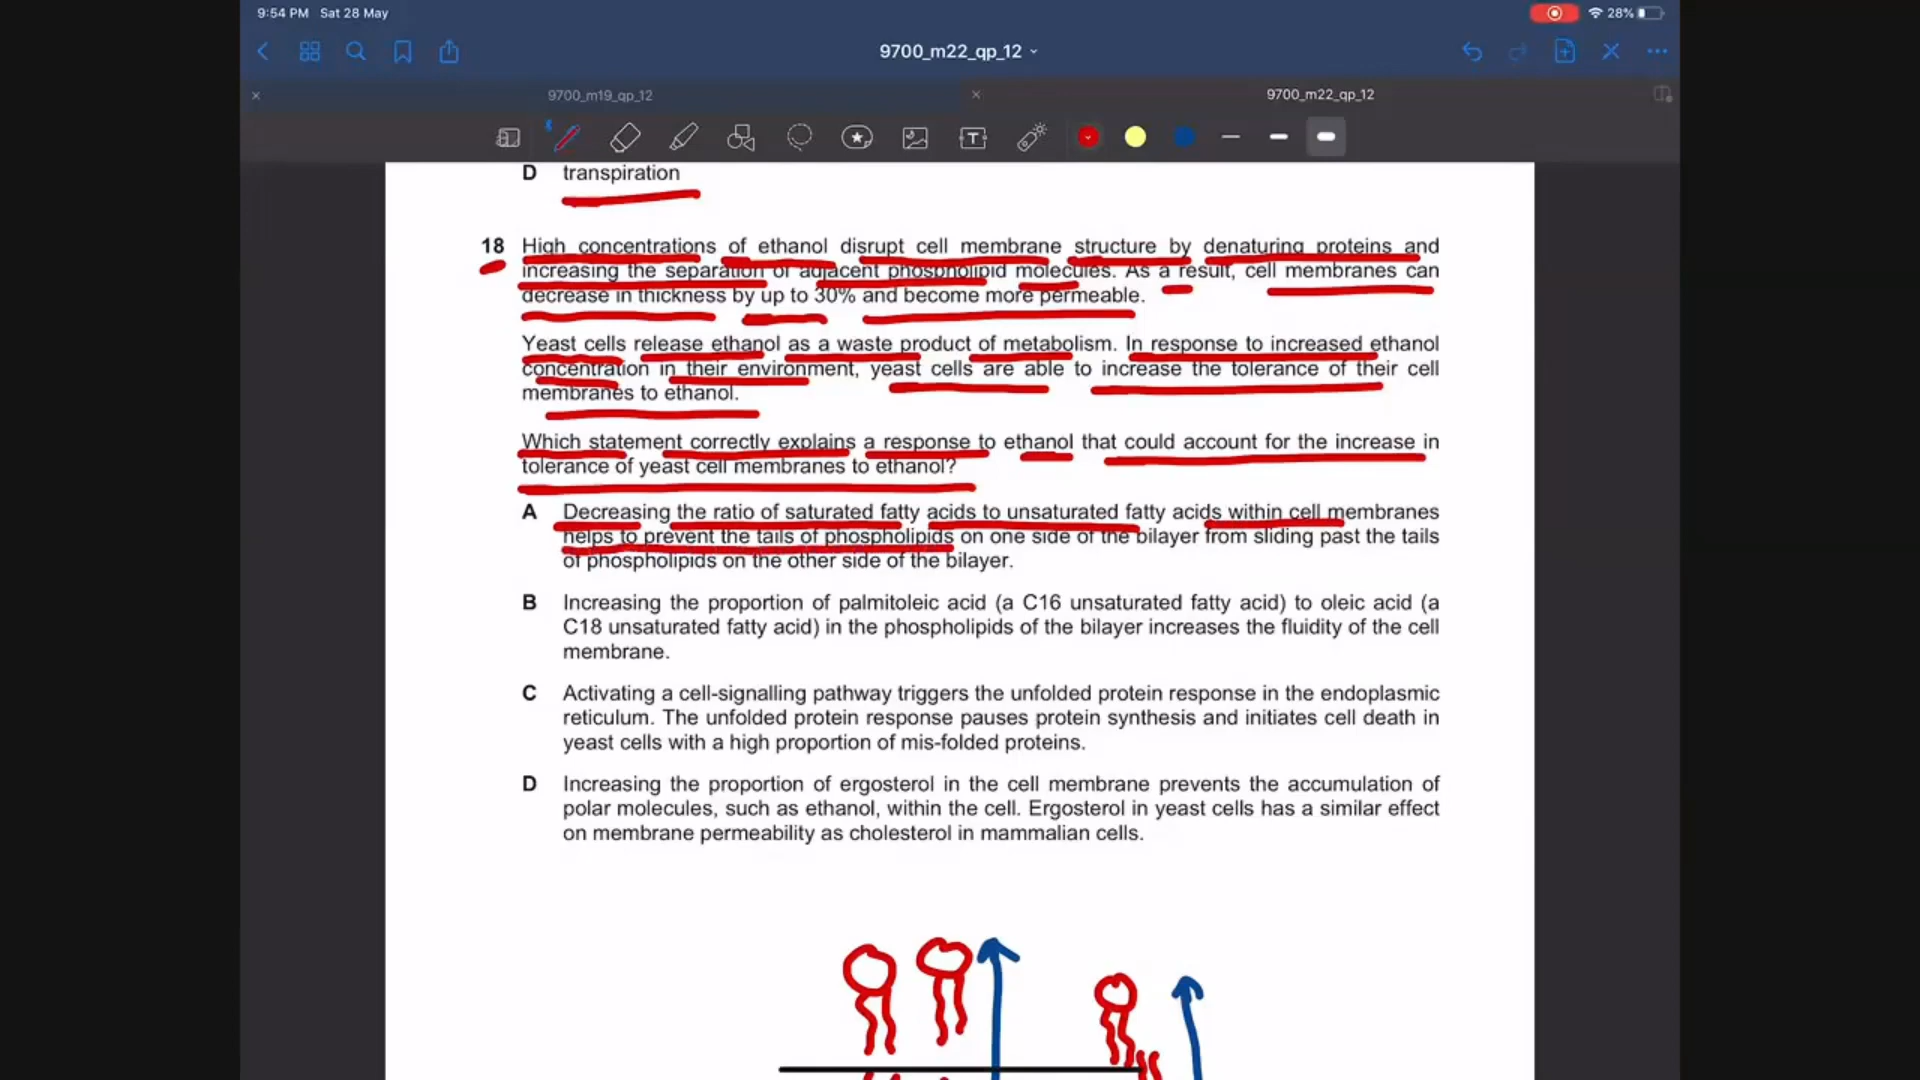 9:54 PM Sat 28 May
28%
9700_m22_qp_12
9700_m19_qp_12
9700_m22_qp_12
D transpiration
18 High concentrations of ethanol disrupt cell membrane structure by denaturing proteins and
increasing the separation of adjacent phospholipid molecules. As a result, cell membranes can
decrease in thickness by up to 30% and become more permeable.
Yeast cells release ethanol as a waste product of metabolism. In response to increased ethanol
concentration in their environment, yeast cells are able to increase the tolerance of their cell
membranes to ethanol.
Which statement correctly explains a response to ethanol that could account for the increase in
tolerance of yeast cell membranes to ethanol?
A Decreasing the ratio of saturated fatty acids to unsaturated fatty acids within cell membranes
helps to prevent the tails of phospholipids on one side of the bilayer from sliding past the tails
of phospholipids on the other side of the bilayer.
B Increasing the proportion of palmitoleic acid (a C16 unsaturated fatty acid) to oleic acid (a
C18 unsaturated fatty acid) in the phospholipids of the bilayer increases the fluidity of the cell
membrane.
C Activating a cell-signalling pathway triggers the unfolded protein response in the endoplasmic
reticulum. The unfolded protein response pauses protein synthesis and initiates cell death in
yeast cells with a high proportion of mis-folded proteins.
D Increasing the proportion of ergosterol in the cell membrane prevents the accumulation of
polar molecules, such as ethanol, within the cell. Ergosterol in yeast cells has a similar effect
on membrane permeability as cholesterol in mammalian cells.